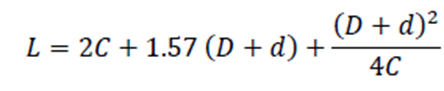 L = 2C + 1.57 (D + d) + (D + d)² / 4C